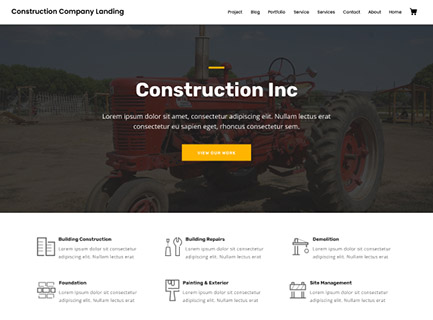 Construction Company Landing
Project Blog Portfolio Service Services Contact About Home
Construction Inc
Lorem ipsum dolor sit amet, consectetur adipiscing elit. Nullam lectus erat
consectetur eu sapien eget, rhoncus consectetur sem.
VIEW OUR WORK
Building Construction
Lorem ipsum dolor sit consectetur
adipiscing elit. Nullam lectus erat
Building Repairs
Lorem ipsum dolor sit consectetur
adipiscing elit. Nullam lectus erat
Demolition
Lorem ipsum dolor sit consectetur
adipiscing elit. Nullam lectus erat
Foundation
Lorem ipsum dolor sit consectetur
adipiscing elit. Nullam lectus erat
Painting & Exterior
Lorem ipsum dolor sit consectetur
adipiscing elit. Nullam lectus erat
Site Management
Lorem ipsum dolor sit consectetur
adipiscing elit. Nullam lectus erat